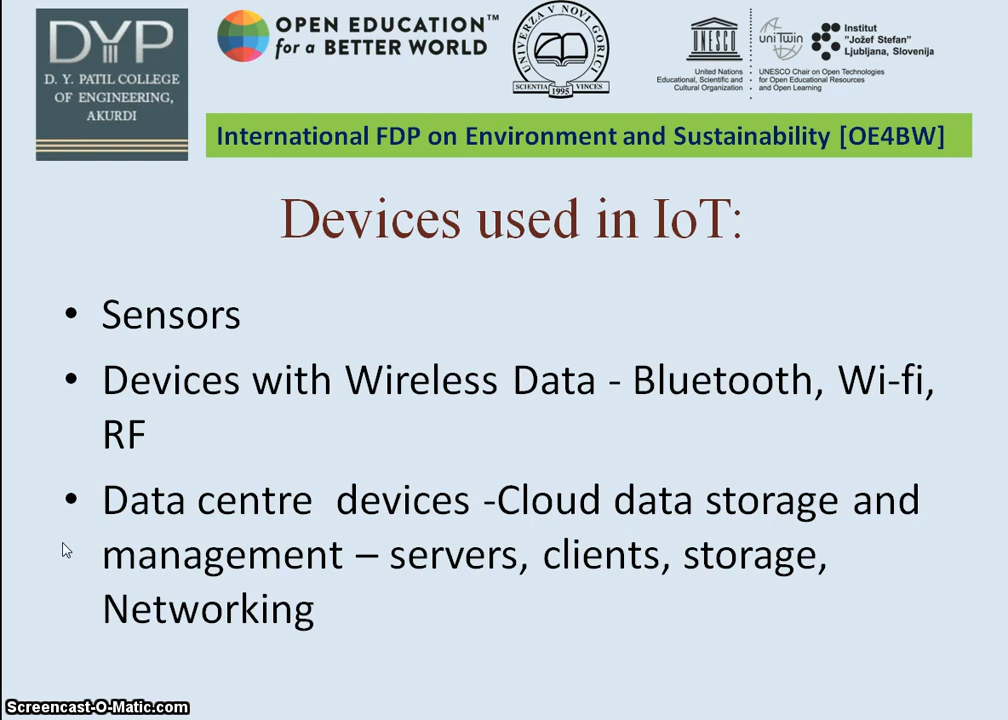 DYP
D. Y. PATIL COLLEGE
OF ENGINEERING,
AKURDI
OPEN EDUCATION™
for a BETTER WORLD
UNIVERZA V NOVI GORICI
SCIENTIA VINCES
1995
UNESCO
United Nations
Educational, Scientific and
Cultural Organization
uniTwin
UNESCO Chair on Open Technologies
for Open Educational Resources
and Open Learning
Institut
"Jožef Stefan"
Ljubljana, Slovenija
International FDP on Environment and Sustainability [OE4BW]
Devices used in IoT:
• Sensors
• Devices with Wireless Data - Bluetooth, Wi-fi,
RF
• Data centre devices -Cloud data storage and
management – servers, clients, storage,
Networking
Screencast-O-Matic.com